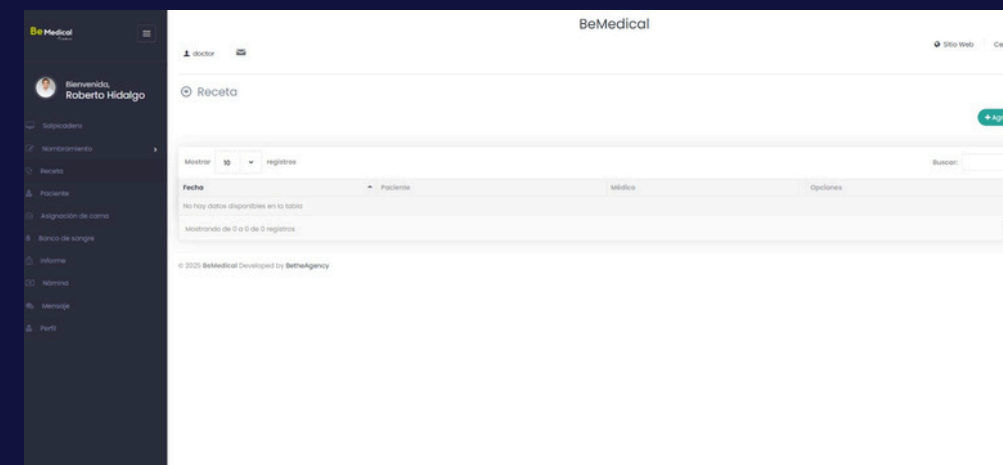 Be Medical
Bienvenido,
Roberto Hidalgo
Salpicadero
Nombramiento
Receta
Paciente
Asignación de cama
Banco de sangre
Informe
Nómina
Mensaje
Perfil
BeMedical
doctor
Sitio Web
Ce
Receta
+ Agr
Mostrar 10 registros
Buscar:
Fecha Paciente Médico Opciones
No hay datos disponibles en la tabla
Mostrando de 0 a 0 de 0 registros
© 2025 BeMedical Developed by BetheAgency